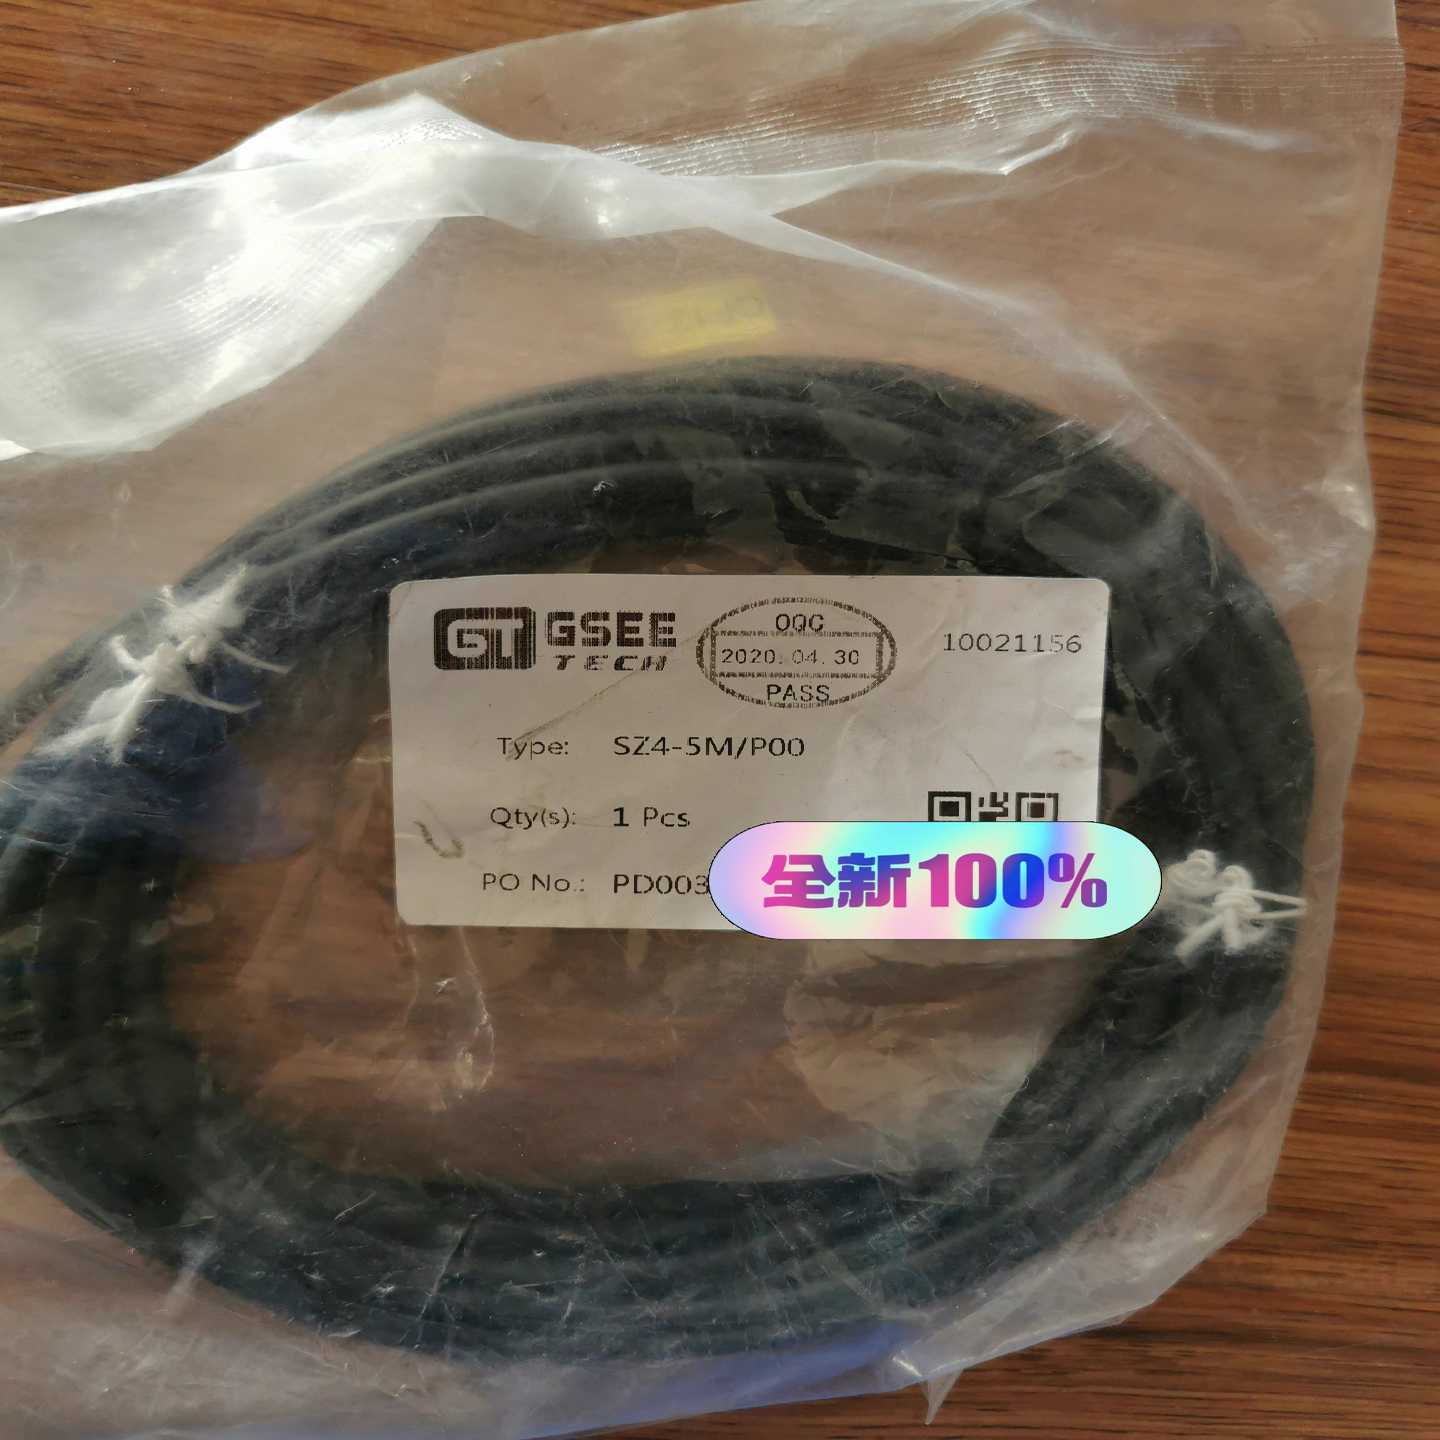 GT GSEE
TECH
OQC
2020.04.30
PASS
10021156
Type: SZ4-5M/P00
Qty(s): 1 Pcs
PO No.: PD003
全新100%